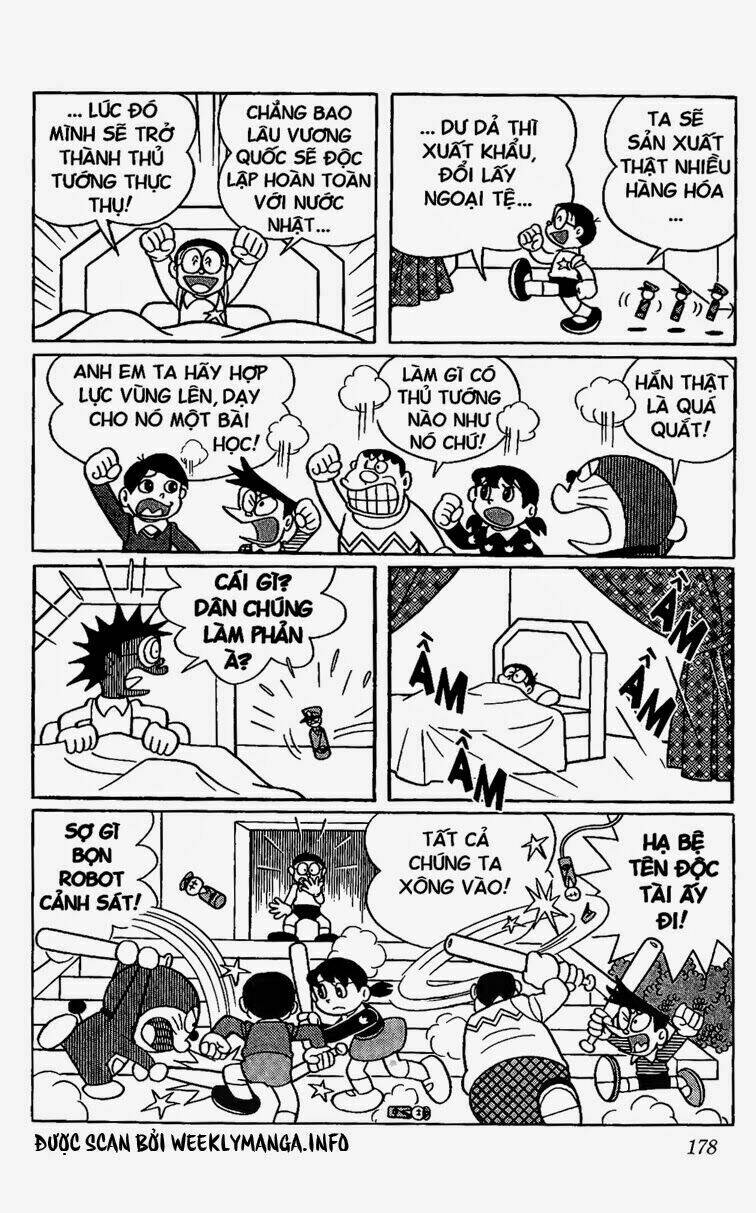 TA SẼ
SẢN XUẤT
THẬT NHIỀU
HÀNG HÓA
...
... DƯ DẢ THÌ
XUẤT KHẨU,
ĐỔI LẤY
NGOẠI TỆ...
CHẲNG BAO
LÂU VƯƠNG
QUỐC SẼ ĐỘC
LẬP HOÀN TOÀN
VỚI NƯỚC
NHẬT...
... LÚC ĐÓ
MÌNH SẼ TRỞ
THÀNH THỦ
TƯỚNG THỰC
THỤ!
HẮN THẬT
LÀ QUÁ
QUẮT!
LÀM GÌ CÓ
THỦ TƯỚNG
NÀO NHƯ
NÓ CHỨ!
ANH EM TA HÃY HỢP
LỰC VÙNG LÊN, DẠY
CHO NÓ MỘT BÀI
HỌC!
ẦM
ẦM
ẦM
ẦM
CÁI GÌ?
DÂN CHÚNG
LÀM PHẢN
À?
HẠ BỆ
TÊN ĐỘC
TÀI ẤY
ĐI!
TẤT CẢ
CHÚNG TA
XÔNG VÀO!
SỢ GÌ
BỌN
ROBOT
CẢNH SÁT!
ĐƯỢC SCAN BỞI WEEKLYMANGA.INFO
178